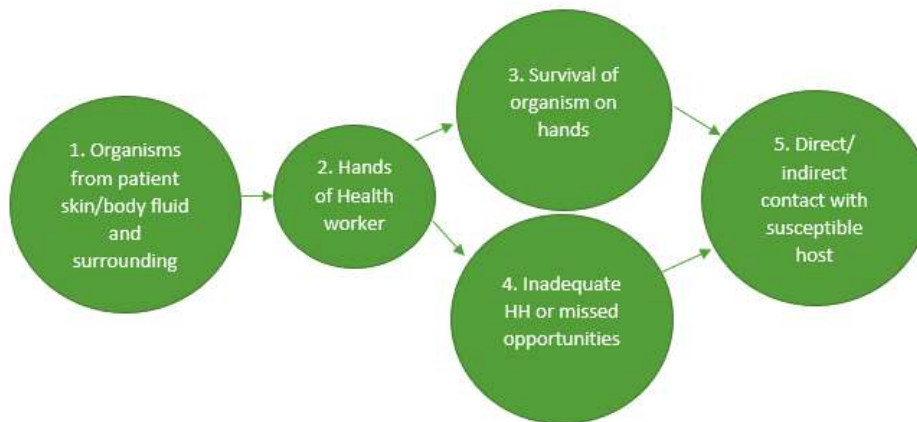 1. Organisms
from patient
skin/body fluid
and
surrounding
2. Hands
of Health
worker
3. Survival of
organism on
hands
4. Inadequate
HH or missed
opportunities
5. Direct/
indirect
contact with
susceptible
host